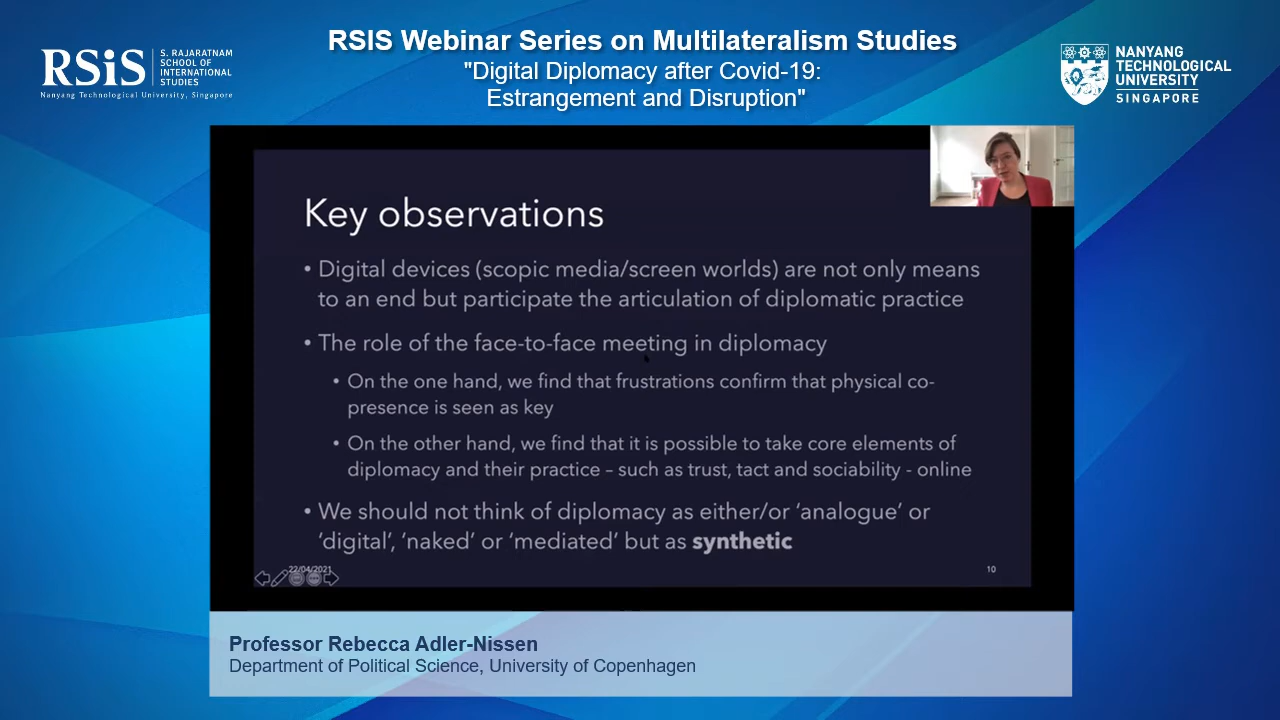 RSIS Webinar Series on Multilateralism Studies
"Digital Diplomacy after Covid-19:
Estrangement and Disruption"
RSiS
S. RAJARATNAM
SCHOOL OF
INTERNATIONAL
STUDIES
Nanyang Technological University, Singapore
NANYANG
TECHNOLOGICAL
UNIVERSITY
SINGAPORE
Key observations
• Digital devices (scopic media/screen worlds) are not only means
to an end but participate the articulation of diplomatic practice
• The role of the face-to-face meeting in diplomacy
• On the one hand, we find that frustrations confirm that physical co-
presence is seen as key
• On the other hand, we find that it is possible to take core elements of
diplomacy and their practice – such as trust, tact and sociability - online
• We should not think of diplomacy as either/or ‘analogue’ or
‘digital’, ‘naked’ or ‘mediated’ but as synthetic
22/04/2021
10
Professor Rebecca Adler-Nissen
Department of Political Science, University of Copenhagen